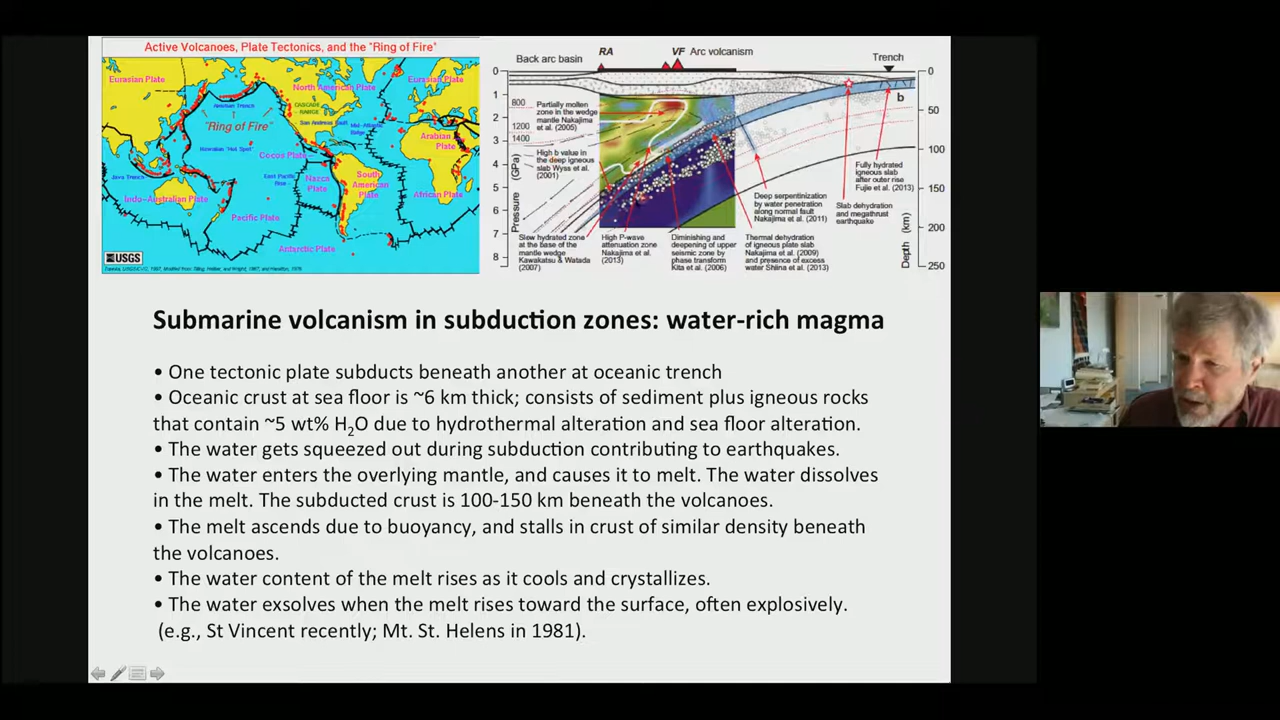 Active Volcanoes, Plate Tectonics, and the "Ring of Fire"
Eurasian Plate
North American Plate
Eurasian Plate
Aleutian Trench
CASCADE RANGE
"Ring of Fire"
San Andreas Fault
Mid-Atlantic Ridge
Arabian Plate
Hawaiian "Hot Spot"
Cocos Plate
Java Trench
East Pacific Rise
Nazca Plate
South American Plate
Indo-Australian Plate
African Plate
Pacific Plate
Antarctic Plate
USGS
Back arc basin
RA
VF Arc volcanism
Trench
0
1
2
3
4
5
6
7
8
Pressure (GPa)
800
1200
1400
Partially molten
zone in the wedge
mantle Nakajima
et al. (2005)
High b value in
the deep igneous
slab Wyss et al.
(2001)
b
0
50
100
150
200
250
Depth (km)
Fully hydrated
igneous slab
after outer rise
Fujie et al. (2013)
Deep serpentinization
by water penetration
along normal fault
Nakajima et al. (2011)
Slab dehydration
and megathrust
earthquake
Slow hydrated zone
at the base of the
mantle wedge
Kawakatsu & Watada
(2007)
High P-wave
attenuation zone
Nakajima et al.
(2013)
Diminishing and
deepening of upper
seismic zone by
phase transform
Kita et al. (2006)
Thermal dehydration
of igneous plate slab
Nakajima et al. (2009)
and presence of excess
water Shiina et al. (2013)
Submarine volcanism in subduction zones: water-rich magma
• One tectonic plate subducts beneath another at oceanic trench
• Oceanic crust at sea floor is ~6 km thick; consists of sediment plus igneous rocks
that contain ~5 wt% H₂O due to hydrothermal alteration and sea floor alteration.
• The water gets squeezed out during subduction contributing to earthquakes.
• The water enters the overlying mantle, and causes it to melt. The water dissolves
in the melt. The subducted crust is 100-150 km beneath the volcanoes.
• The melt ascends due to buoyancy, and stalls in crust of similar density beneath
the volcanoes.
• The water content of the melt rises as it cools and crystallizes.
• The water exsolves when the melt rises toward the surface, often explosively.
(e.g., St Vincent recently; Mt. St. Helens in 1981).